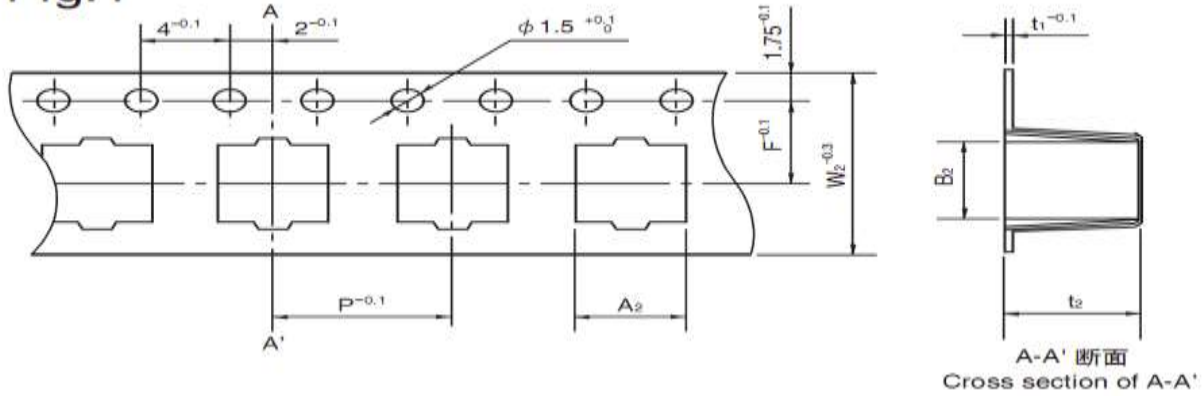 A
4-0.1
2-0.1
φ 1.5 +0.1 0
1.75-0.1
t1-0.1
F-0.1
W2-0.3
B2
P-0.1
A2
t2
A'
A-A' 断面
Cross section of A-A'